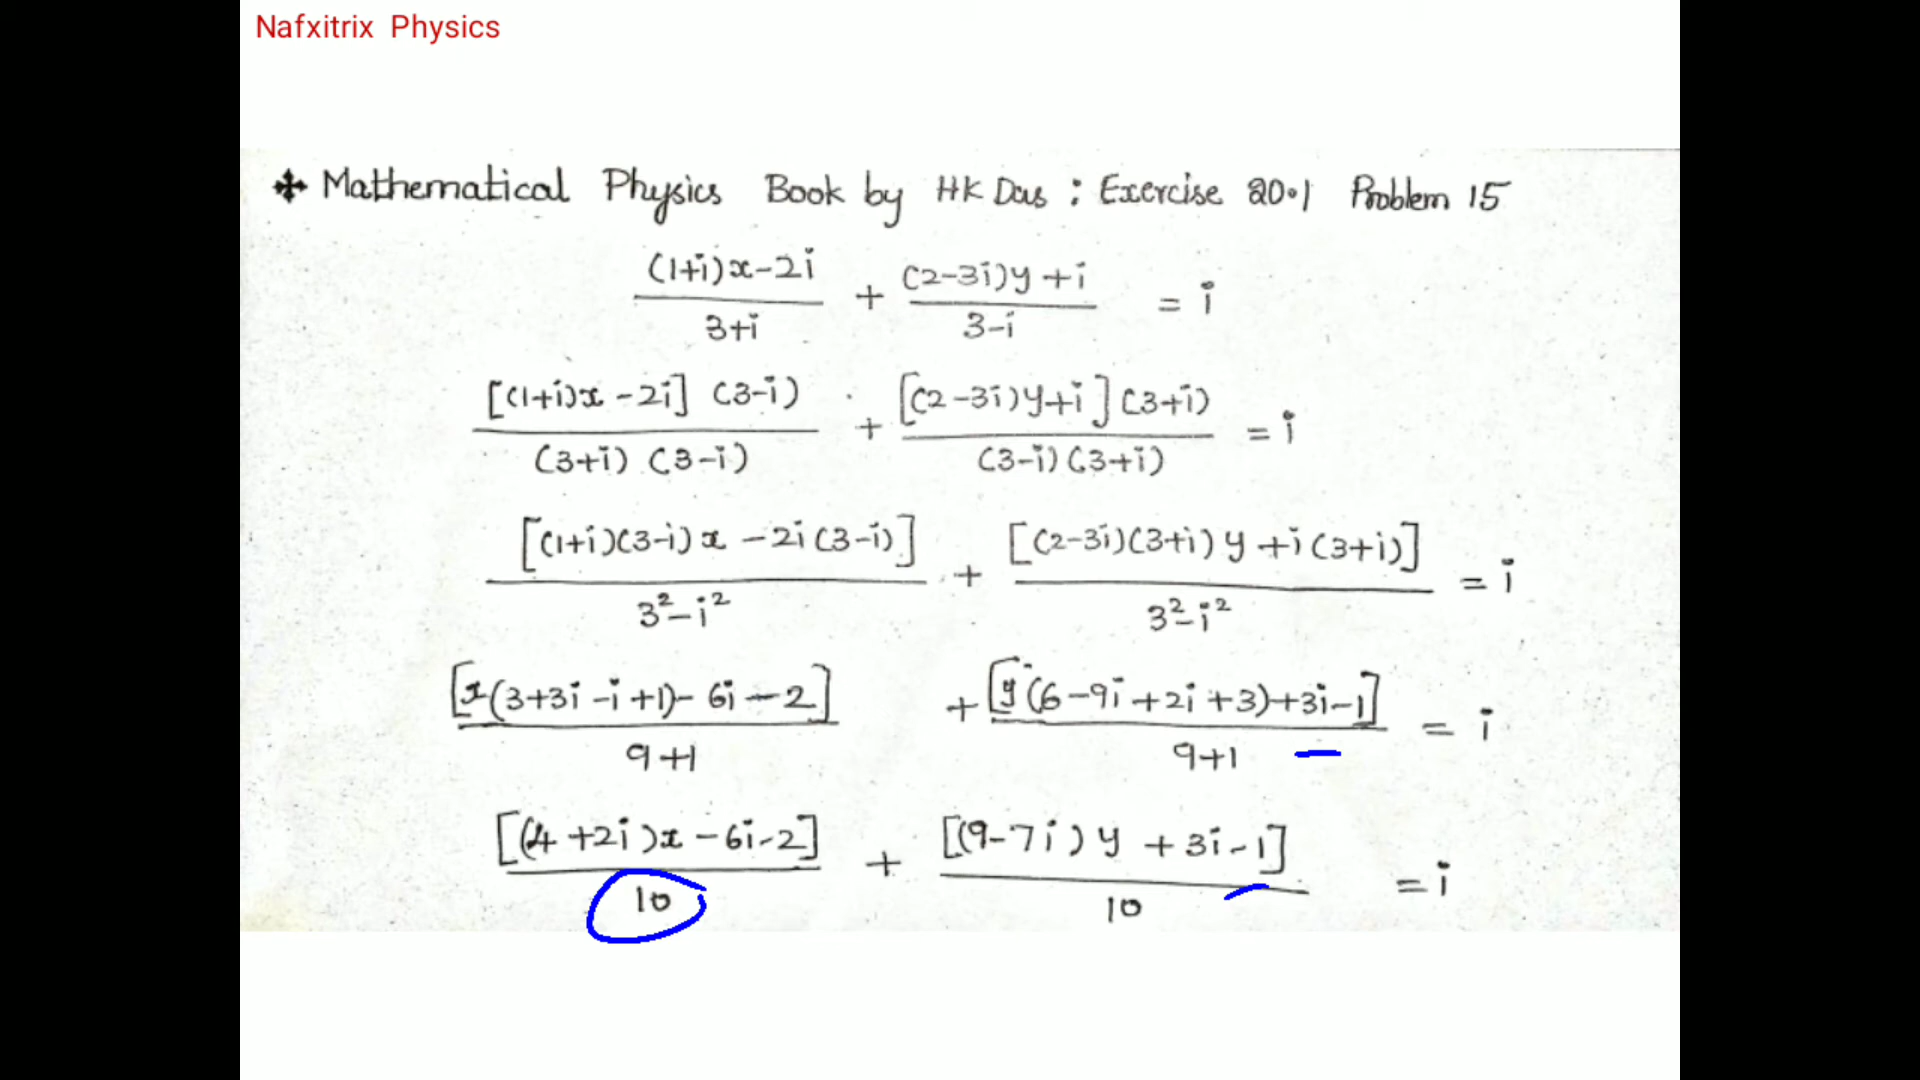 Nafxitrix Physics
Mathematical Physics Book by HK Das : Exercise 20.1 Problem 15
(1+i)x-2i / 3+i + (2-3i)y+i / 3-i = i
[(1+i)x-2i] (3-i) / (3+i) (3-i) + [(2-3i)y+i] (3+i) / (3-i)(3+i) = i
[(1+i)(3-i)x - 2i(3-i)] / 3²-i² + [(2-3i)(3+i)y + i(3+i)] / 3²-i² = i
[x(3+3i-i+1)- 6i-2] / 9+1 + [y(6-9i+2i+3)+3i-1] / 9+1 = i
[(4+2i)x-6i-2] / 10 + [(9-7i)y+3i-1] / 10 = i